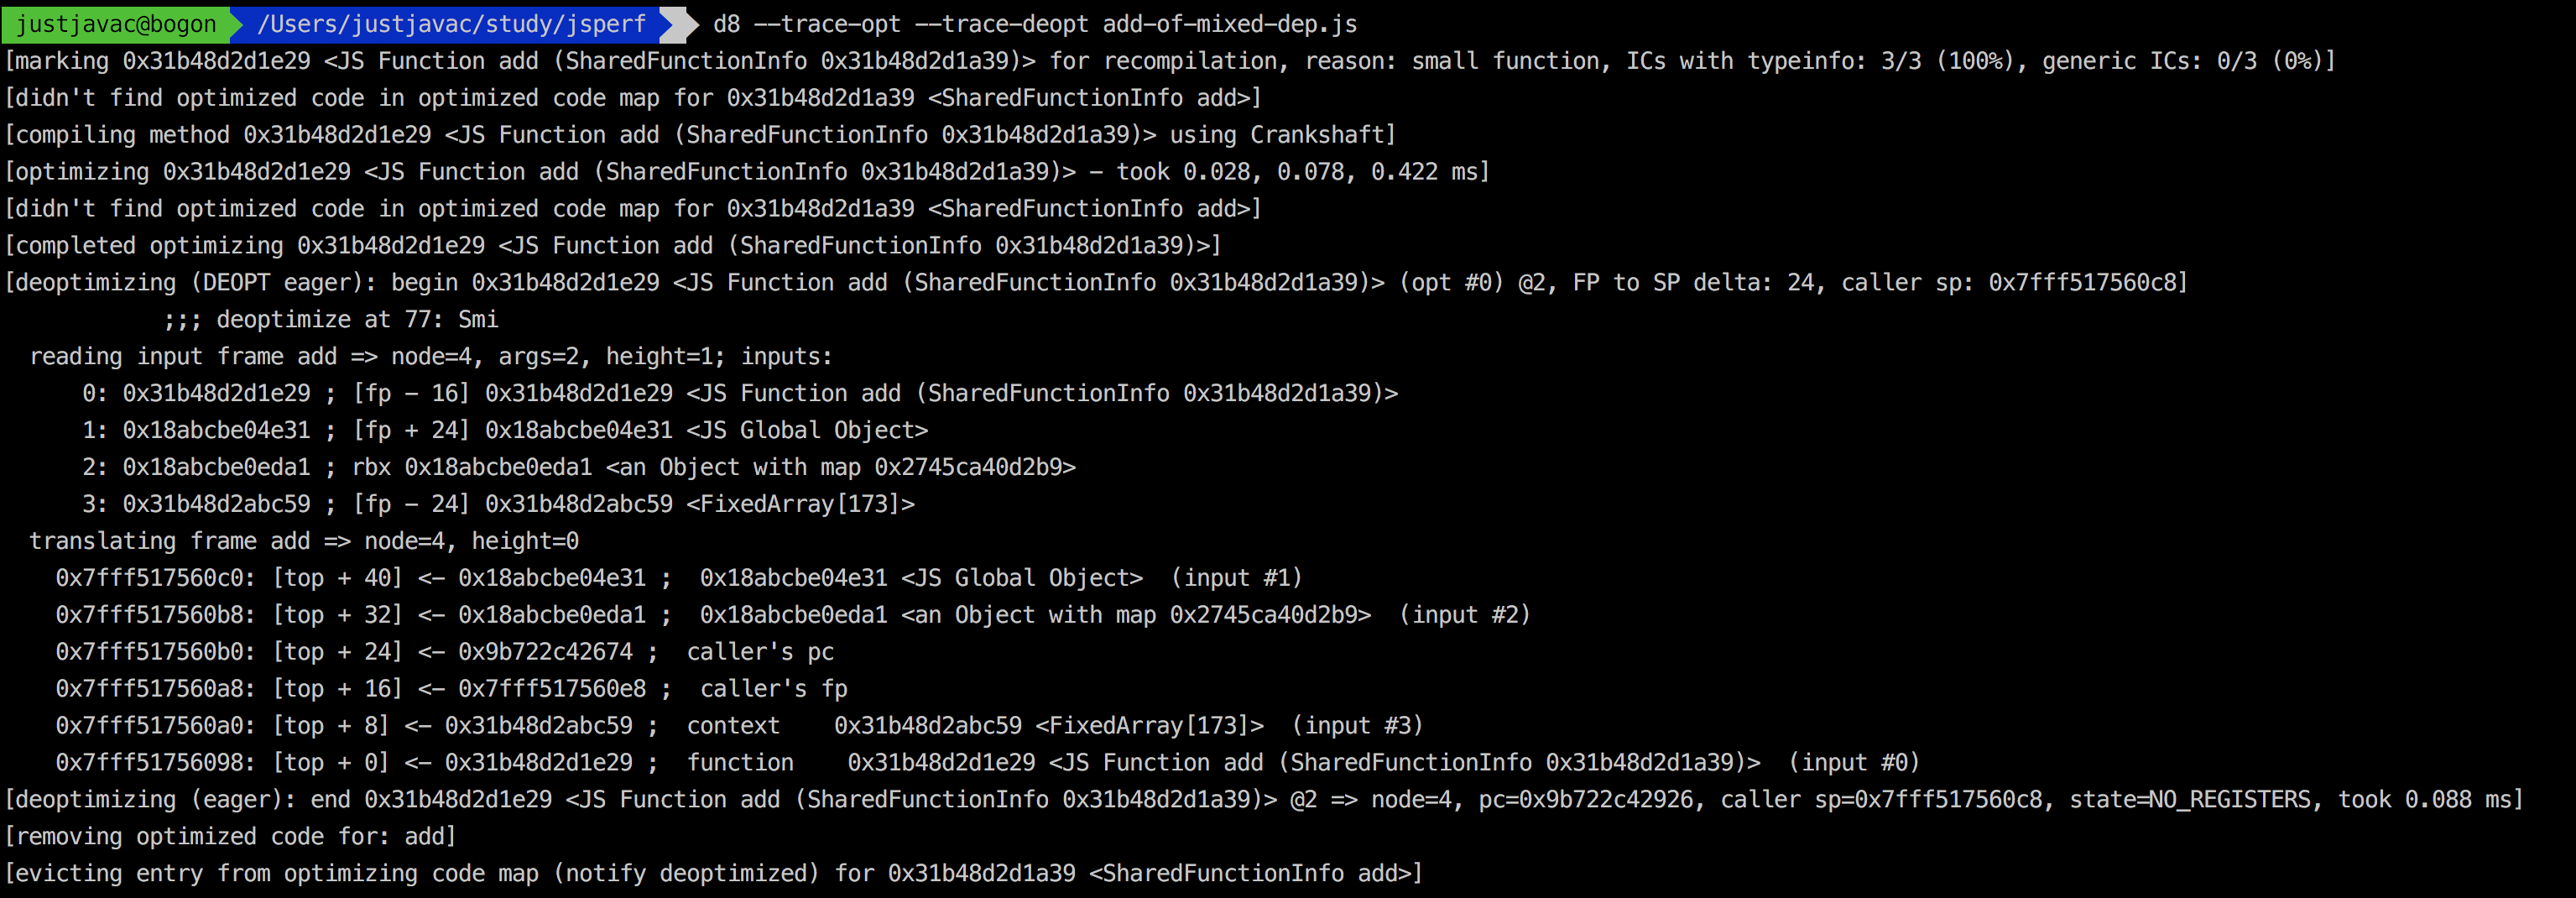 justjavac@bogon /Users/justjavac/study/jsperf d8 --trace-opt --trace-deopt add-of-mixed-dep.js
[marking 0x31b48d2d1e29 <JS Function add (SharedFunctionInfo 0x31b48d2d1a39)> for recompilation, reason: small function, ICs with typeinfo: 3/3 (100%), generic ICs: 0/3 (0%)]
[didn't find optimized code in optimized code map for 0x31b48d2d1a39 <SharedFunctionInfo add>]
[compiling method 0x31b48d2d1e29 <JS Function add (SharedFunctionInfo 0x31b48d2d1a39)> using Crankshaft]
[optimizing 0x31b48d2d1e29 <JS Function add (SharedFunctionInfo 0x31b48d2d1a39)> - took 0.028, 0.078, 0.422 ms]
[didn't find optimized code in optimized code map for 0x31b48d2d1a39 <SharedFunctionInfo add>]
[completed optimizing 0x31b48d2d1e29 <JS Function add (SharedFunctionInfo 0x31b48d2d1a39)>]
[deoptimizing (DEOPT eager): begin 0x31b48d2d1e29 <JS Function add (SharedFunctionInfo 0x31b48d2d1a39)> (opt #0) @2, FP to SP delta: 24, caller sp: 0x7fff517560c8]
            ;;; deoptimize at 77: Smi
  reading input frame add => node=4, args=2, height=1; inputs:
      0: 0x31b48d2d1e29 ; [fp - 16] 0x31b48d2d1e29 <JS Function add (SharedFunctionInfo 0x31b48d2d1a39)>
      1: 0x18abcbe04e31 ; [fp + 24] 0x18abcbe04e31 <JS Global Object>
      2: 0x18abcbe0eda1 ; rbx 0x18abcbe0eda1 <an Object with map 0x2745ca40d2b9>
      3: 0x31b48d2abc59 ; [fp - 24] 0x31b48d2abc59 <FixedArray[173]>
  translating frame add => node=4, height=0
    0x7fff517560c0: [top + 40] <- 0x18abcbe04e31 ;  0x18abcbe04e31 <JS Global Object>  (input #1)
    0x7fff517560b8: [top + 32] <- 0x18abcbe0eda1 ;  0x18abcbe0eda1 <an Object with map 0x2745ca40d2b9>  (input #2)
    0x7fff517560b0: [top + 24] <- 0x9b722c42674 ;  caller's pc
    0x7fff517560a8: [top + 16] <- 0x7fff517560e8 ;  caller's fp
    0x7fff517560a0: [top + 8] <- 0x31b48d2abc59 ;  context    0x31b48d2abc59 <FixedArray[173]>  (input #3)
    0x7fff51756098: [top + 0] <- 0x31b48d2d1e29 ;  function    0x31b48d2d1e29 <JS Function add (SharedFunctionInfo 0x31b48d2d1a39)>  (input #0)
[deoptimizing (eager): end 0x31b48d2d1e29 <JS Function add (SharedFunctionInfo 0x31b48d2d1a39)> @2 => node=4, pc=0x9b722c42926, caller sp=0x7fff517560c8, state=NO_REGISTERS, took 0.088 ms]
[removing optimized code for: add]
[evicting entry from optimizing code map (notify deoptimized) for 0x31b48d2d1a39 <SharedFunctionInfo add>]